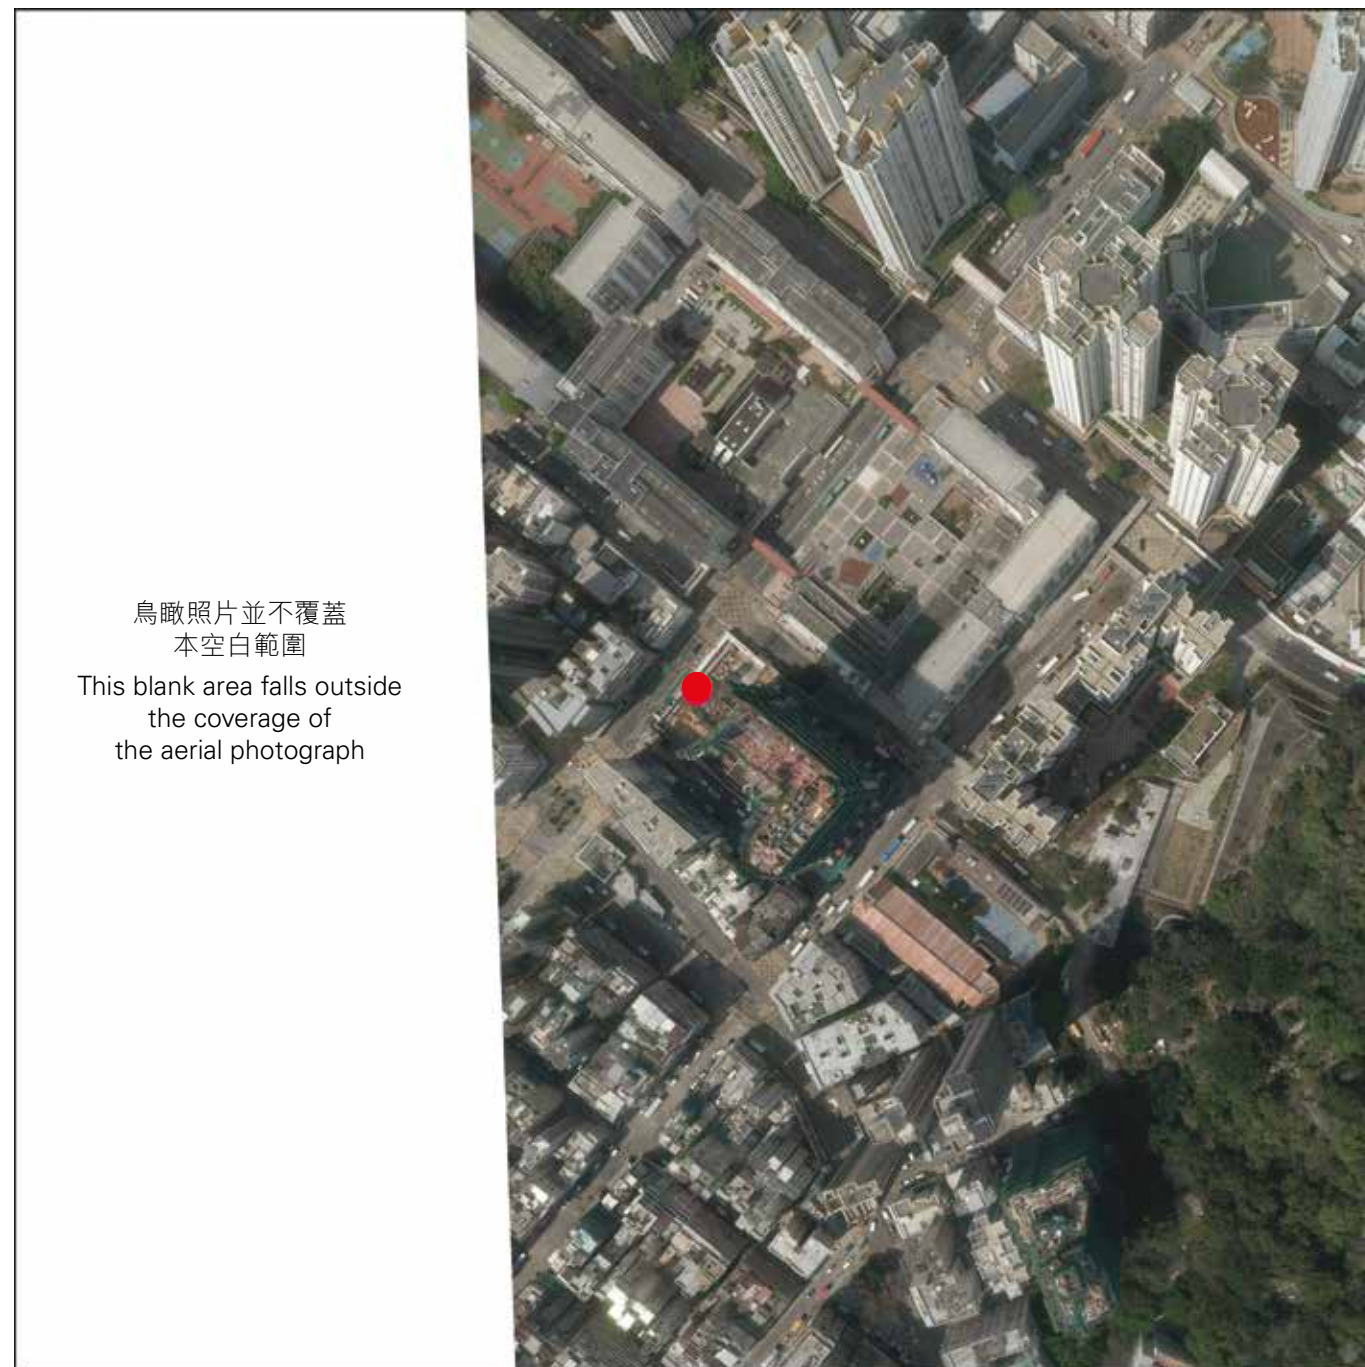 鳥瞰照片並不覆蓋
本空白範圍
This blank area falls outside
the coverage of
the aerial photograph